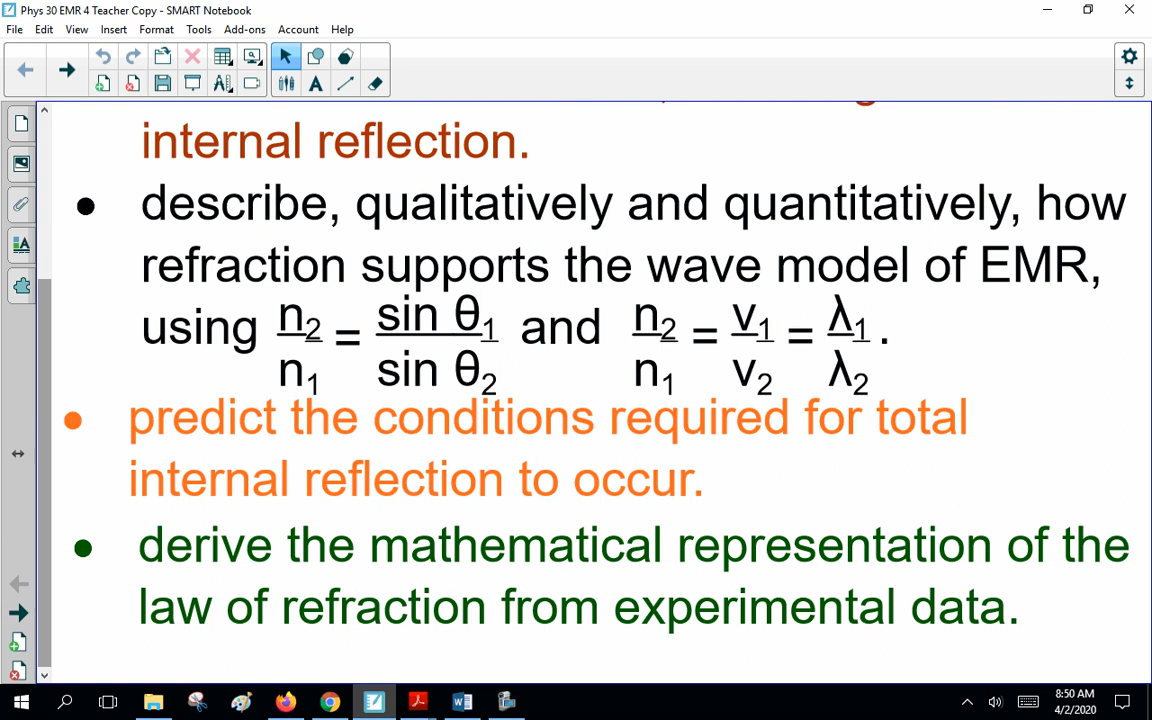 Phys 30 EMR 4 Teacher Copy - SMART Notebook
File Edit View Insert Format Tools Add-ons Account Help
internal reflection.
• describe, qualitatively and quantitatively, how
refraction supports the wave model of EMR,
using n₂/n₁ = sin θ₁/sin θ₂ and n₂/n₁ = v₁/v₂ = λ₁/λ₂.
• predict the conditions required for total
internal reflection to occur.
• derive the mathematical representation of the
law of refraction from experimental data.
8:50 AM
4/2/2020